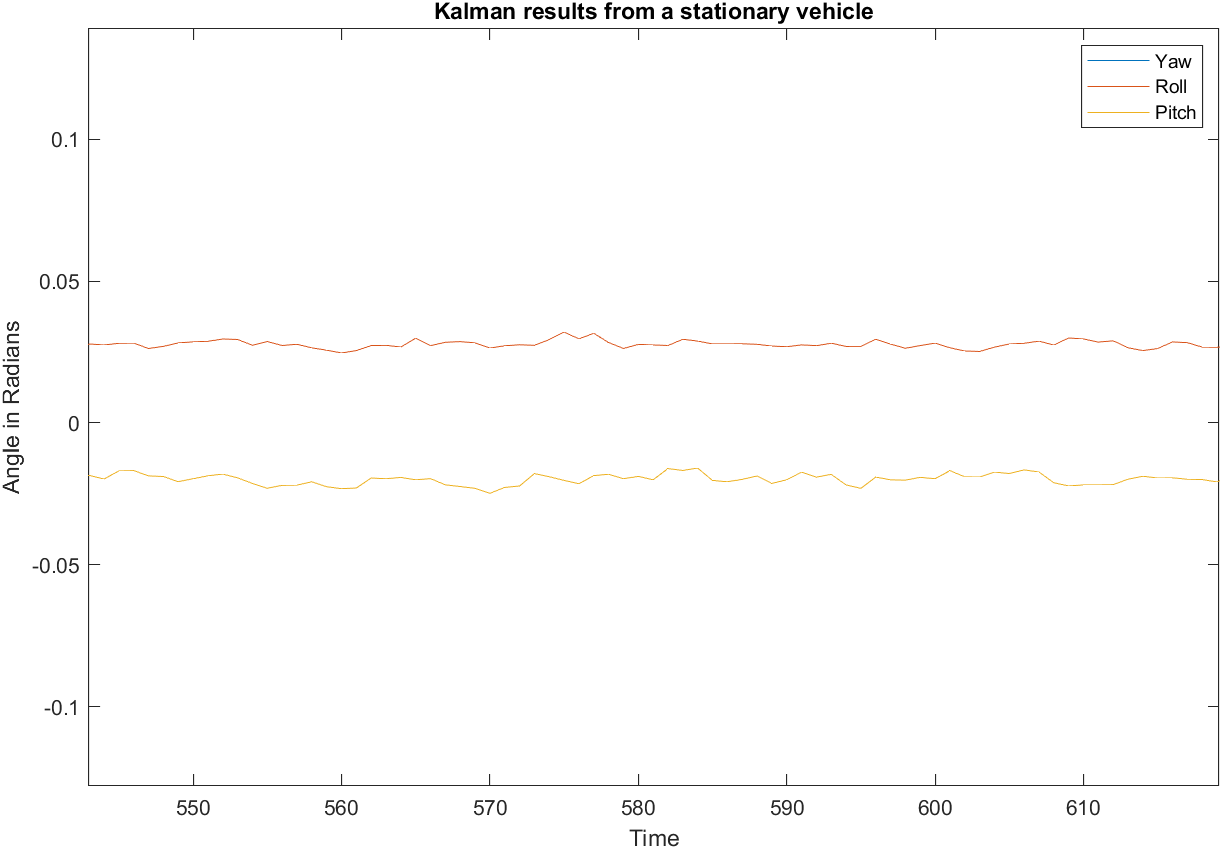 Kalman results from a stationary vehicle
Yaw
Roll
Pitch
0.1
0.05
0
-0.05
-0.1
Angle in Radians
550 560 570 580 590 600 610
Time